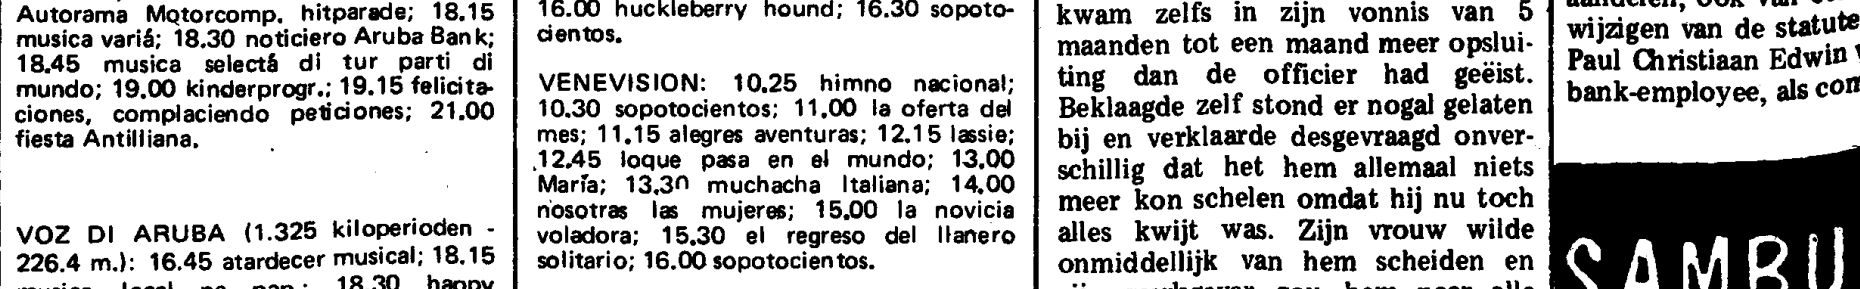 Autorama Motorcomp. hitparade; 18.15
musica variá; 18.30 noticiero Aruba Bank;
18.45 musica selectá di tur parti di
mundo; 19.00 kinderprogr.; 19.15 felicita-
ciones, complaciendo peticiones; 21.00
fiesta Antilliana.
VOZ DI ARUBA (1.325 kiloperioden -
226.4 m.): 16.45 atardecer musical; 18.15
18.30 happy
16.00 huckleberry hound; 16.30 sopoto-
cientos.
VENEVISION: 10.25 himno nacional;
10.30 sopotocientos; 11.00 la oferta del
mes; 11.15 alegres aventuras; 12.15 lassie;
12.45 loque pasa en el mundo; 13.00
María; 13.30 muchacha Italiana; 14.00
nosotras las mujeres; 15.00 la novicia
voladora; 15.30 el regreso del llanero
solitario; 16.00 sopotocientos.
kwam zelfs in zijn vonnis van 5
maanden tot een maand meer opslui-
ting dan de officier had geëist.
Beklaagde zelf stond er nogal gelaten
bij en verklaarde desgevraagd onver-
schillig dat het hem allemaal niets
meer kon schelen omdat hij nu toch
alles kwijt was. Zijn vrouw wilde
onmiddellijk van hem scheiden en
wijzigen van de statute
Paul Christiaan Edwin
bank-employee, als com
SAMBU